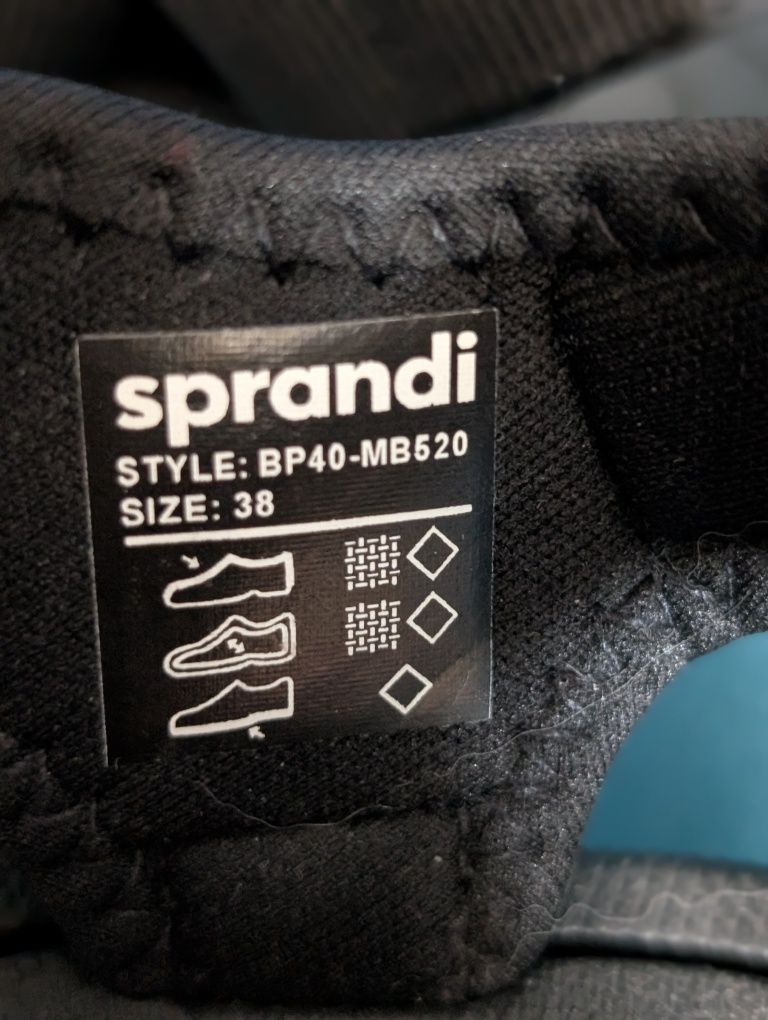 sprandi
STYLE: BP40-MB520
SIZE: 38